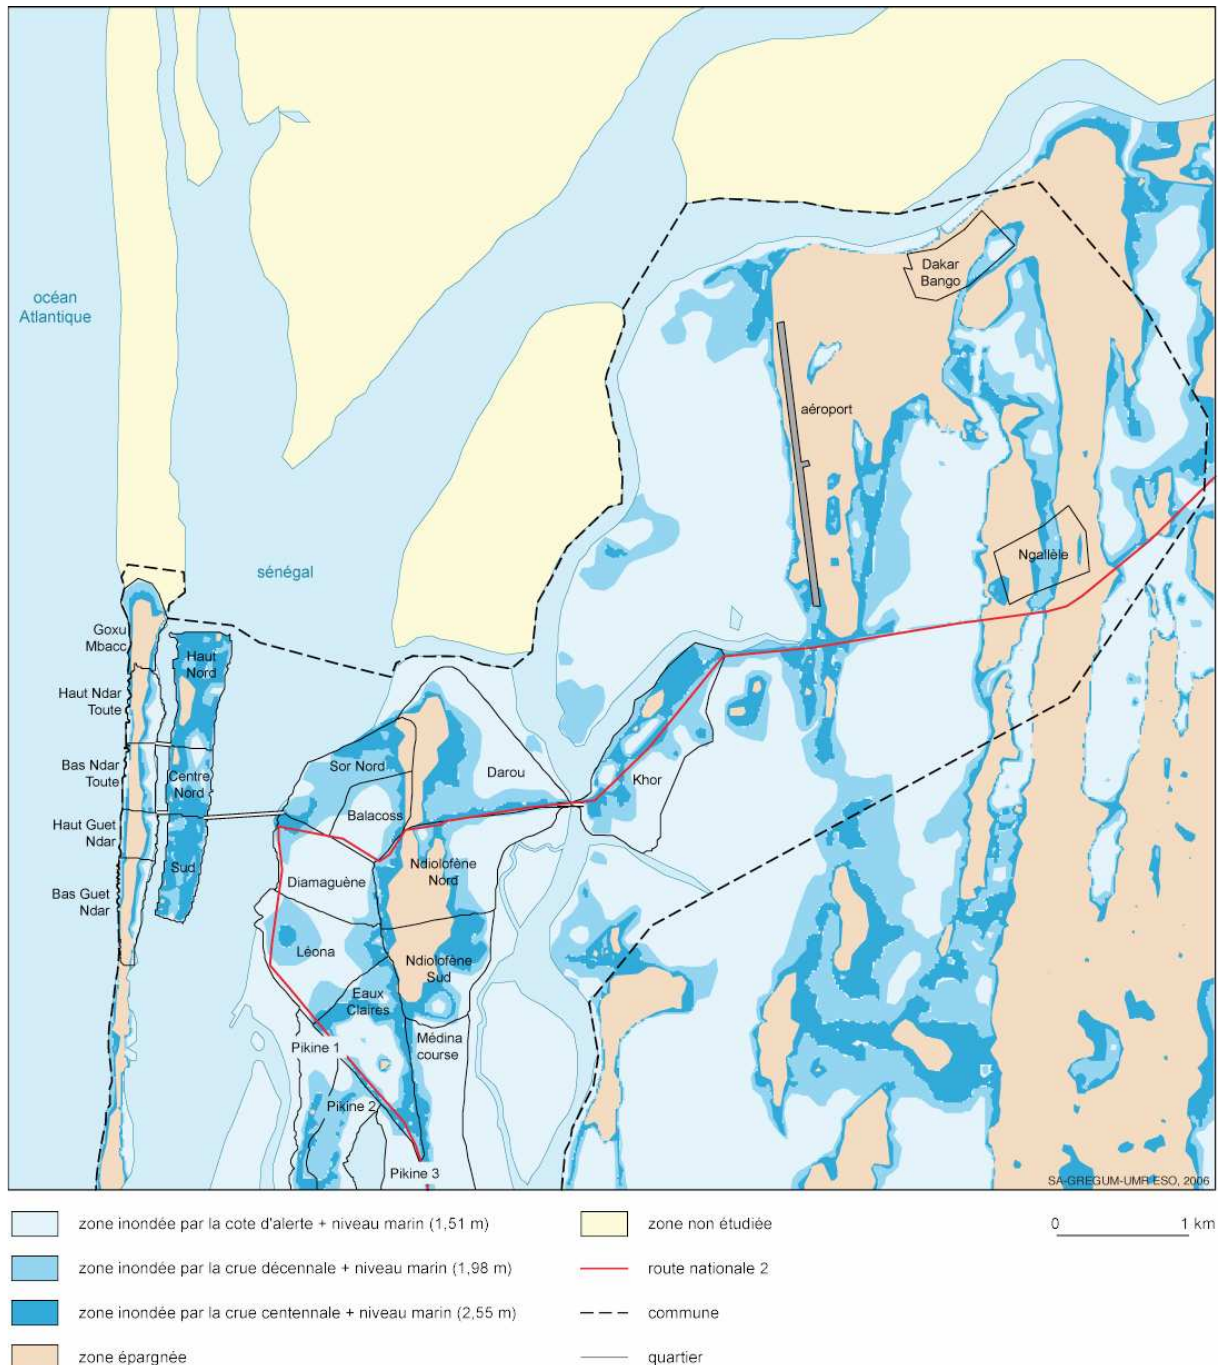 océan
Atlantique
sénégal
Dakar
Bango
aéroport
Ngallèle
Goxu
Mbacc
Haut
Nord
Haut Ndar
Toute
Bas Ndar
Toute
Centre
Nord
Haut Guet
Ndar
Sud
Bas Guet
Ndar
Sor Nord
Darou
Khor
Balacoss
Diamaguène
Ndiolofène
Nord
Léona
Ndiolofène
Sud
Eaux
Claires
Médina
course
Pikine 1
Pikine 2
Pikine 3
SA-GREGUM-UMR ESO, 2006
zone inondée par la cote d'alerte + niveau marin (1,51 m)
zone inondée par la crue décennale + niveau marin (1,98 m)
zone inondée par la crue centennale + niveau marin (2,55 m)
zone épargnée
zone non étudiée
route nationale 2
commune
quartier
0 1 km